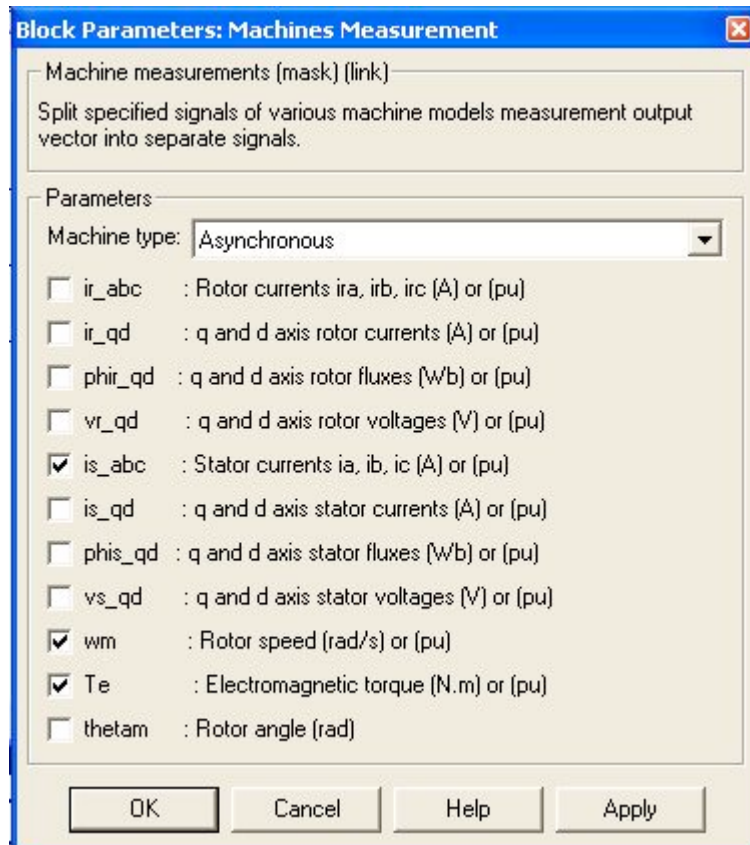 Block Parameters: Machines Measurement
Machine measurements (mask) (link)
Split specified signals of various machine models measurement output
vector into separate signals.
Parameters
Machine type: Asynchronous
ir_abc : Rotor currents ira, irb, irc (A) or (pu)
ir_qd : q and d axis rotor currents (A) or (pu)
phir_qd : q and d axis rotor fluxes (Wb) or (pu)
vr_qd : q and d axis rotor voltages (V) or (pu)
is_abc : Stator currents ia, ib, ic (A) or (pu)
is_qd : q and d axis stator currents (A) or (pu)
phis_qd : q and d axis stator fluxes (Wb) or (pu)
vs_qd : q and d axis stator voltages (V) or (pu)
wm : Rotor speed (rad/s) or (pu)
Te : Electromagnetic torque (N.m) or (pu)
thetam : Rotor angle (rad)
OK Cancel Help Apply